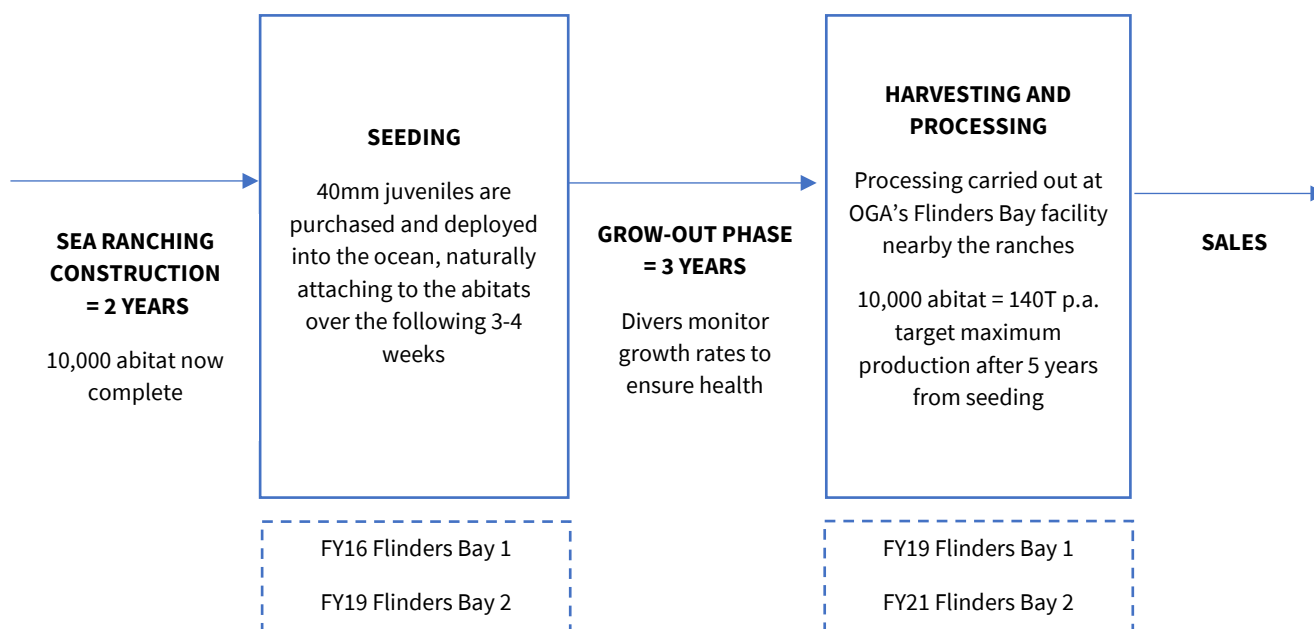 SEA RANCHING
CONSTRUCTION
= 2 YEARS
10,000 abitat now
complete
SEEDING
40mm juveniles are
purchased and deployed
into the ocean, naturally
attaching to the abitats
over the following 3-4
weeks
FY16 Flinders Bay 1
FY19 Flinders Bay 2
GROW-OUT PHASE
= 3 YEARS
Divers monitor
growth rates to
ensure health
HARVESTING AND
PROCESSING
Processing carried out at
OGA’s Flinders Bay facility
nearby the ranches
10,000 abitat = 140T p.a.
target maximum
production after 5 years
from seeding
FY19 Flinders Bay 1
FY21 Flinders Bay 2
SALES